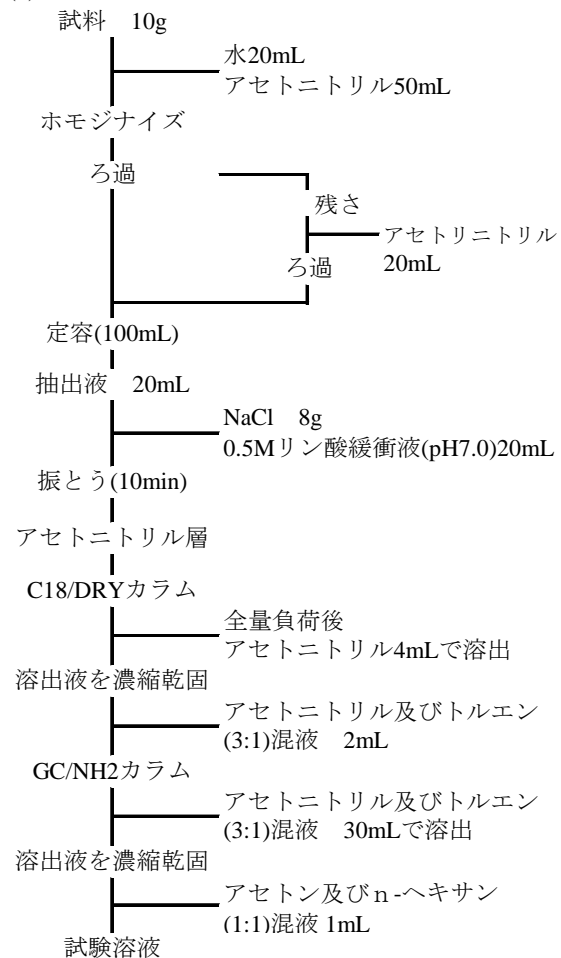 試料　10g
水20mL
アセトニトリル50mL
ホモジナイズ
ろ過
残さ
アセトリニトリル
20mL
ろ過
定容(100mL)
抽出液　20mL
NaCl　8g
0.5Mリン酸緩衝液(pH7.0)20mL
振とう(10min)
アセトニトリル層
C18/DRYカラム
全量負荷後
アセトニトリル4mLで溶出
溶出液を濃縮乾固
アセトニトリル及びトルエン
(3:1)混液　2mL
GC/NH2カラム
アセトニトリル及びトルエン
(3:1)混液　30mLで溶出
溶出液を濃縮乾固
アセトン及びｎ-ヘキサン
(1:1)混液 1mL
試験溶液